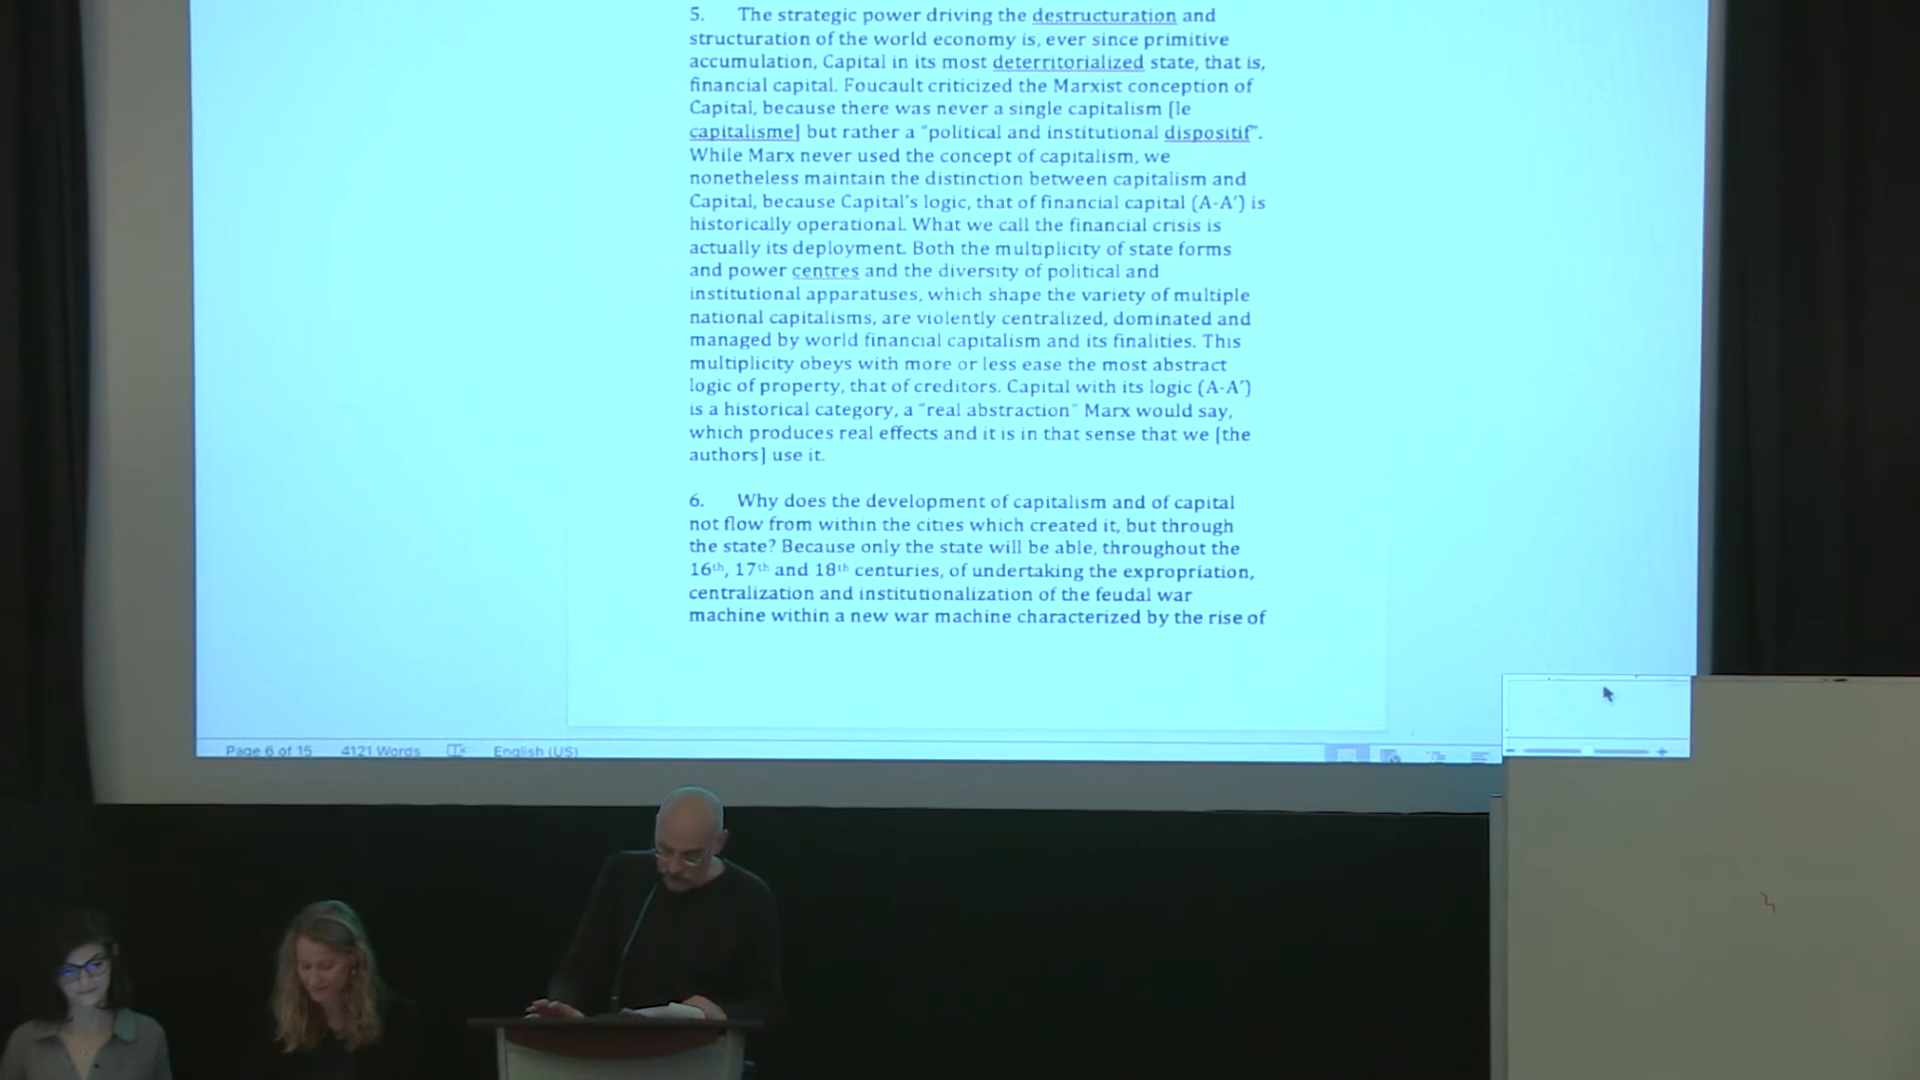 5. The strategic power driving the destructuration and
structuration of the world economy is, ever since primitive
accumulation, Capital in its most deterritorialized state, that is,
financial capital. Foucault criticized the Marxist conception of
Capital, because there was never a single capitalism [le
capitalisme] but rather a “political and institutional dispositif”.
While Marx never used the concept of capitalism, we
nonetheless maintain the distinction between capitalism and
Capital, because Capital’s logic, that of financial capital (A-A’) is
historically operational. What we call the financial crisis is
actually its deployment. Both the multiplicity of state forms
and power centres and the diversity of political and
institutional apparatuses, which shape the variety of multiple
national capitalisms, are violently centralized, dominated and
managed by world financial capitalism and its finalities. This
multiplicity obeys with more or less ease the most abstract
logic of property, that of creditors. Capital with its logic (A-A’)
is a historical category, a “real abstraction” Marx would say,
which produces real effects and it is in that sense that we [the
authors] use it.
6. Why does the development of capitalism and of capital
not flow from within the cities which created it, but through
the state? Because only the state will be able, throughout the
16th, 17th and 18th centuries, of undertaking the expropriation,
centralization and institutionalization of the feudal war
machine within a new war machine characterized by the rise of
Page 6 of 15 4121 Words English (US)